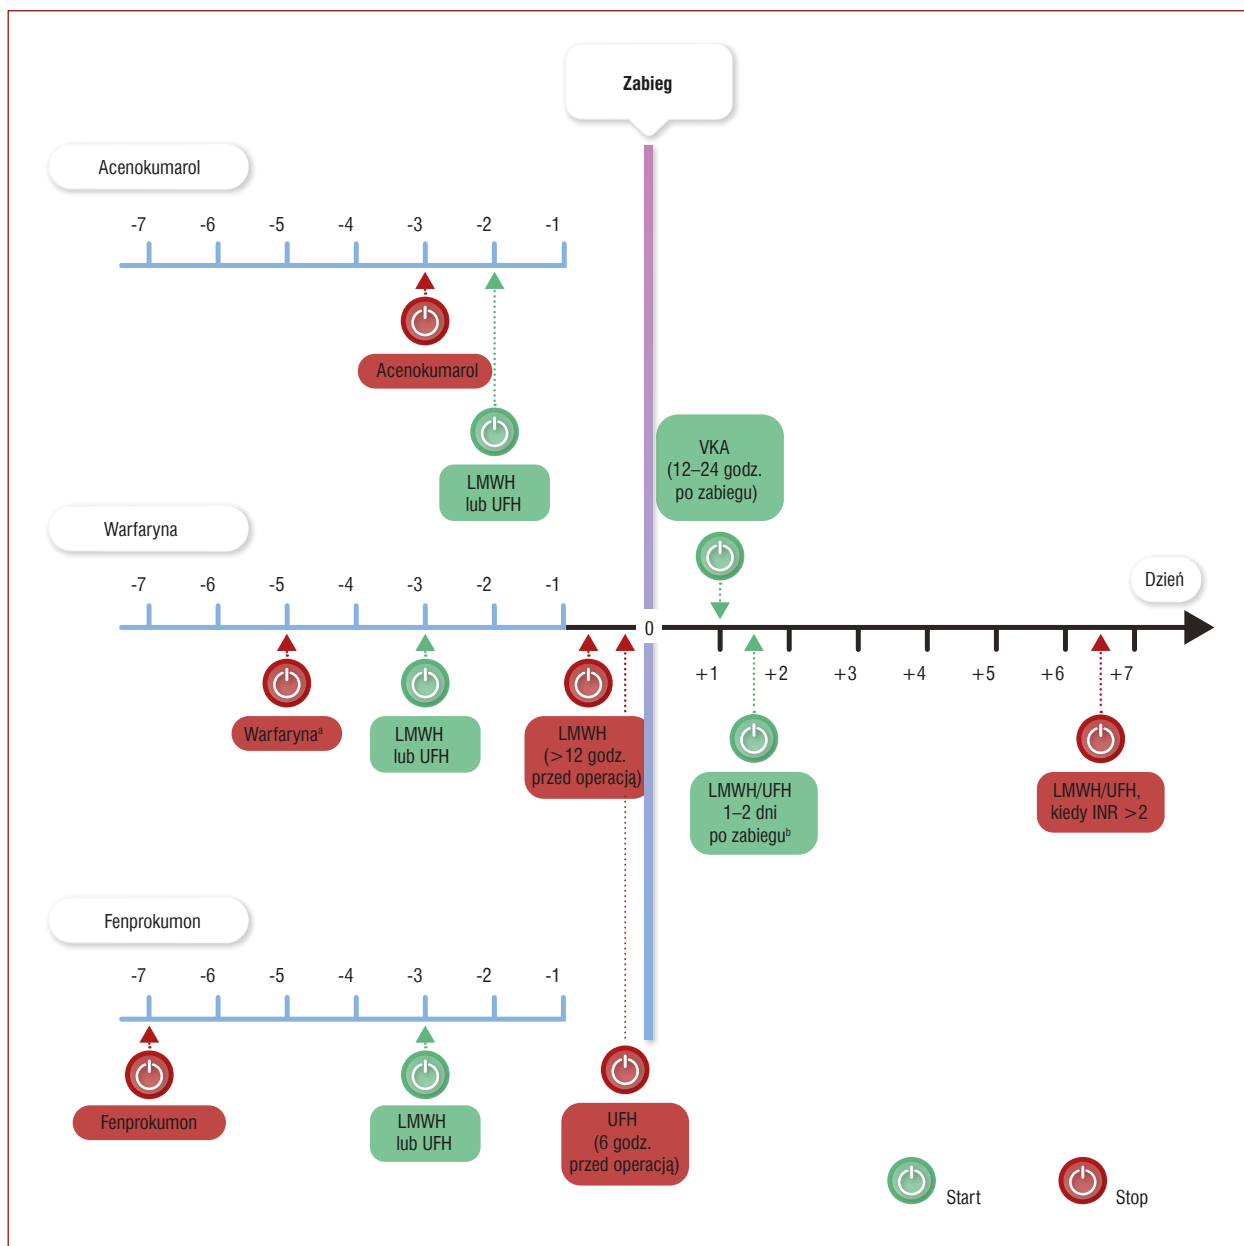 Zabieg
Acenokumarol
-7 -6 -5 -4 -3 -2 -1
Acenokumarol
LMWH
lub UFH
VKA
(12–24 godz.
po zabiegu)
Warfaryna
-7 -6 -5 -4 -3 -2 -1
Dzień
0
+1 +2 +3 +4 +5 +6 +7
Warfarynaᵃ
LMWH
lub UFH
LMWH
(>12 godz.
przed operacją)
LMWH/UFH
1–2 dni
po zabieguᵇ
LMWH/UFH,
kiedy INR >2
Fenprokumon
-7 -6 -5 -4 -3 -2 -1
Fenprokumon
LMWH
lub UFH
UFH
(6 godz.
przed operacją)
Start
Stop